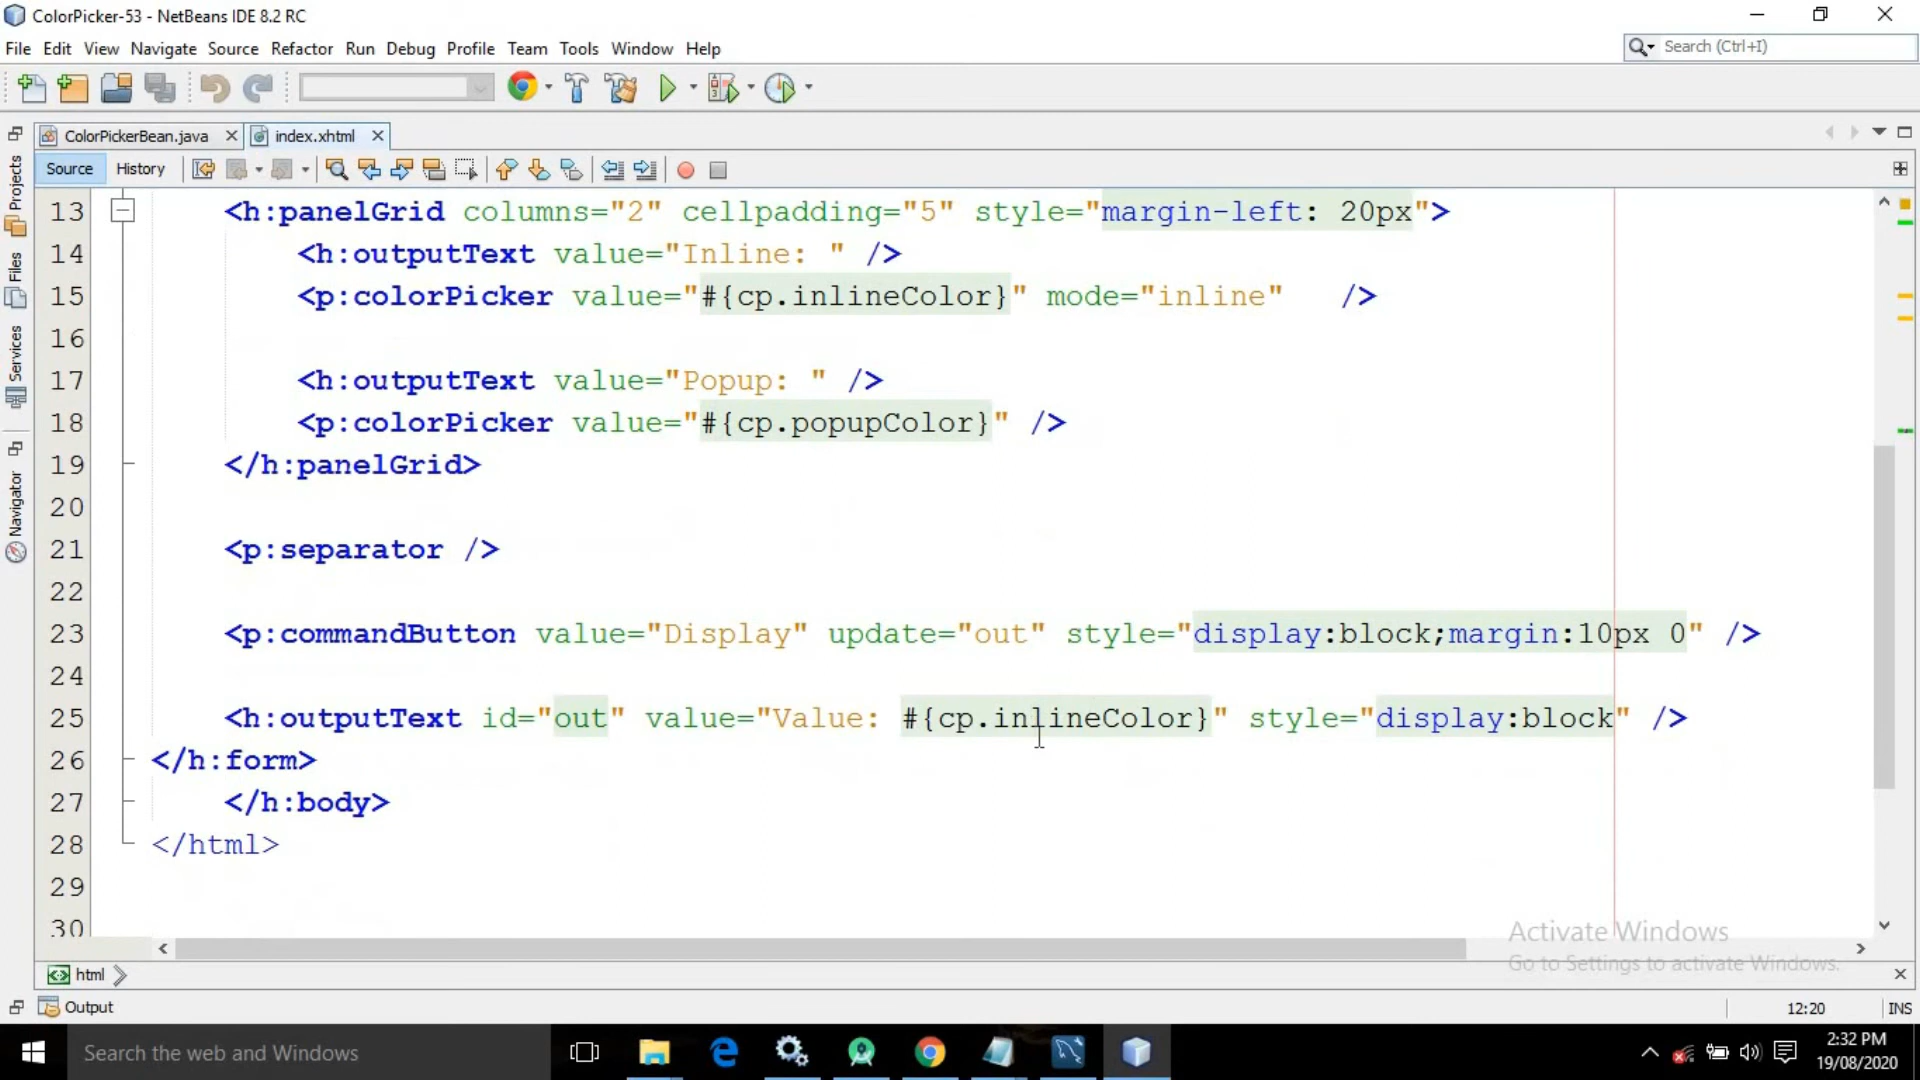 ColorPicker-53 - NetBeans IDE 8.2 RC
File Edit View Navigate Source Refactor Run Debug Profile Team Tools Window Help
Search (Ctrl+I)
ColorPickerBean.java index.xhtml
Source History
Projects
Files
Services
Navigator
13 <h:panelGrid columns="2" cellpadding="5" style="margin-left: 20px">
14 <h:outputText value="Inline: " />
15 <p:colorPicker value="#{cp.inlineColor}" mode="inline" />
16
17 <h:outputText value="Popup: " />
18 <p:colorPicker value="#{cp.popupColor}" />
19 </h:panelGrid>
20
21 <p:separator />
22
23 <p:commandButton value="Display" update="out" style="display:block;margin:10px 0" />
24
25 <h:outputText id="out" value="Value: #{cp.inlineColor}" style="display:block" />
26 </h:form>
27 </h:body>
28 </html>
29
30
Activate Windows
Go to Settings to activate Windows.
html
Output
12:20 INS
Search the web and Windows
2:32 PM
19/08/2020